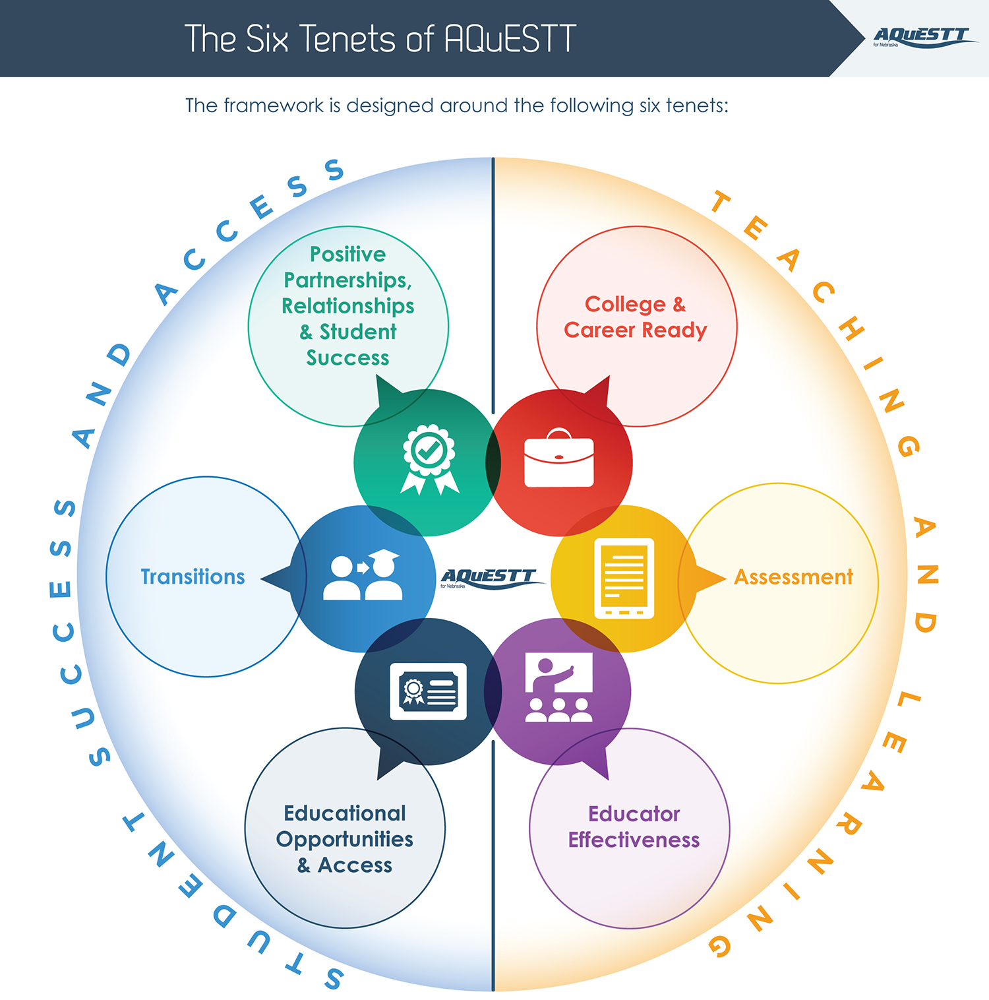 The Six Tenets of AQuESTT
AQuESTT
for Nebraska
The framework is designed around the following six tenets:
STUDENT SUCCESS AND ACCESS
TEACHING AND LEARNING
Positive
Partnerships,
Relationships
& Student
Success
College &
Career Ready
Transitions
AQuESTT
for Nebraska
Assessment
Educational
Opportunities
& Access
Educator
Effectiveness